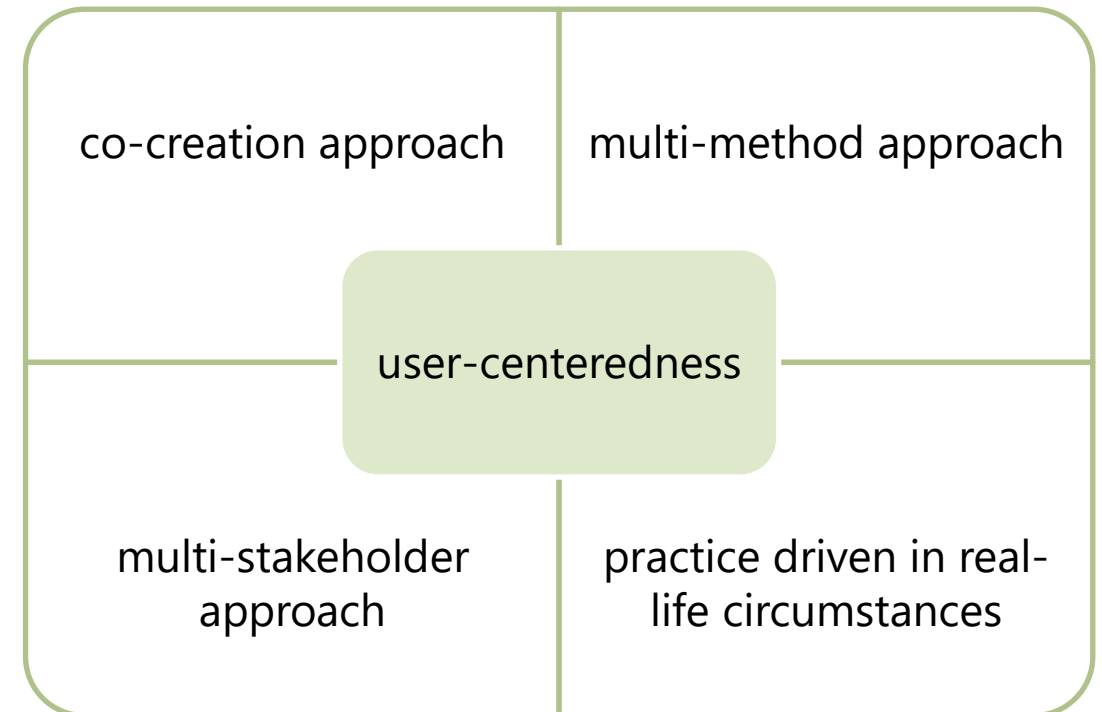 co-creation approach
multi-method approach
user-centeredness
multi-stakeholder
approach
practice driven in real-
life circumstances